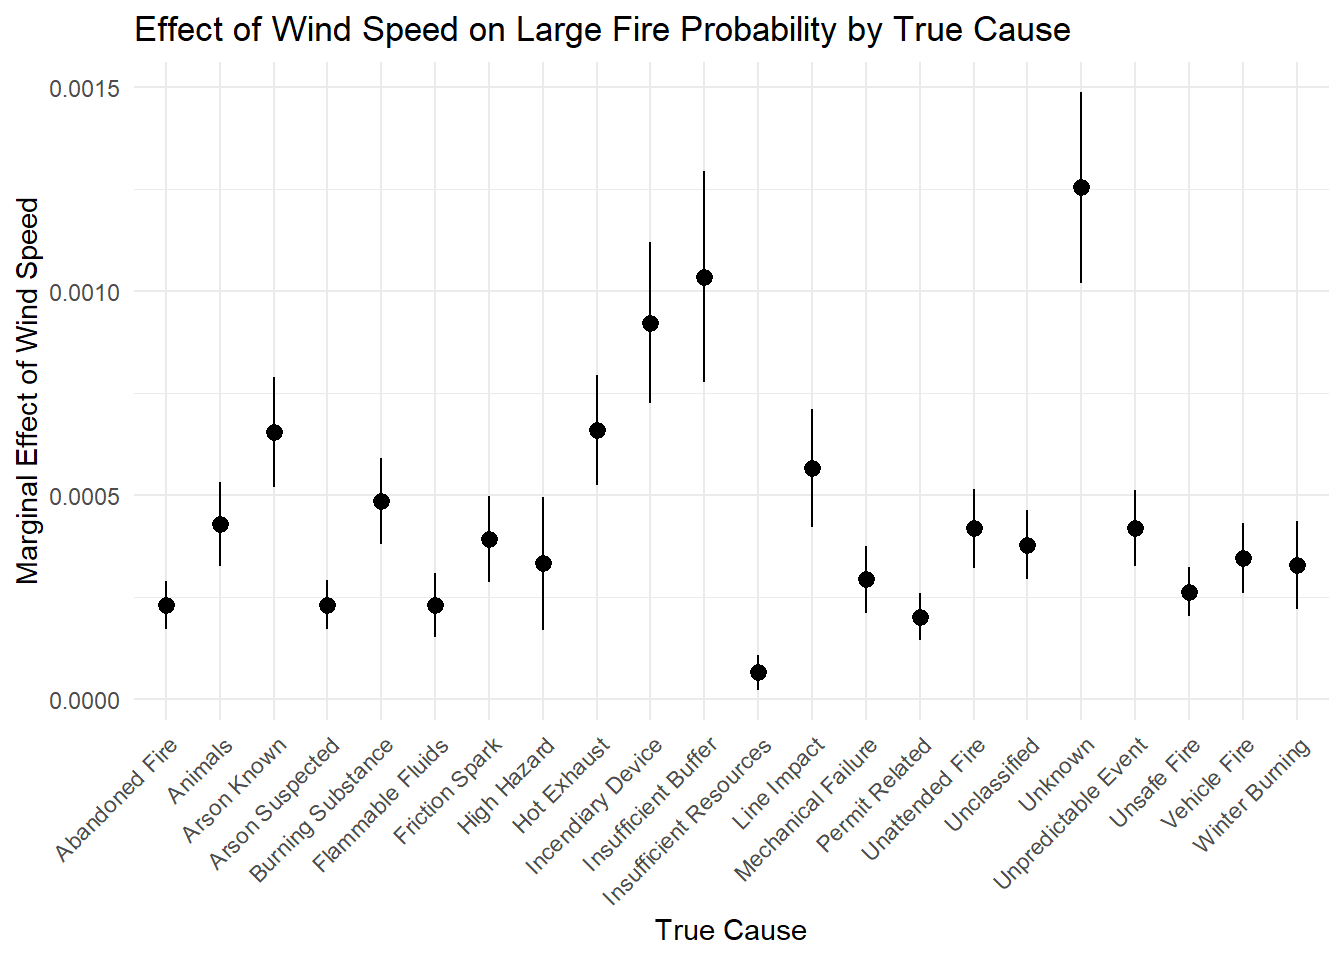 Effect of Wind Speed on Large Fire Probability by True Cause
Marginal Effect of Wind Speed
0.0015
0.0010
0.0005
0.0000
Abandoned Fire
Animals
Arson Known
Arson Suspected
Burning Substance
Flammable Fluids
Friction Spark
High Hazard
Hot Exhaust
Incendiary Device
Insufficient Buffer
Insufficient Resources
Line Impact
Mechanical Failure
Permit Related
Unattended Fire
Unclassified
Unknown
Unpredictable Event
Unsafe Fire
Vehicle Fire
Winter Burning
True Cause